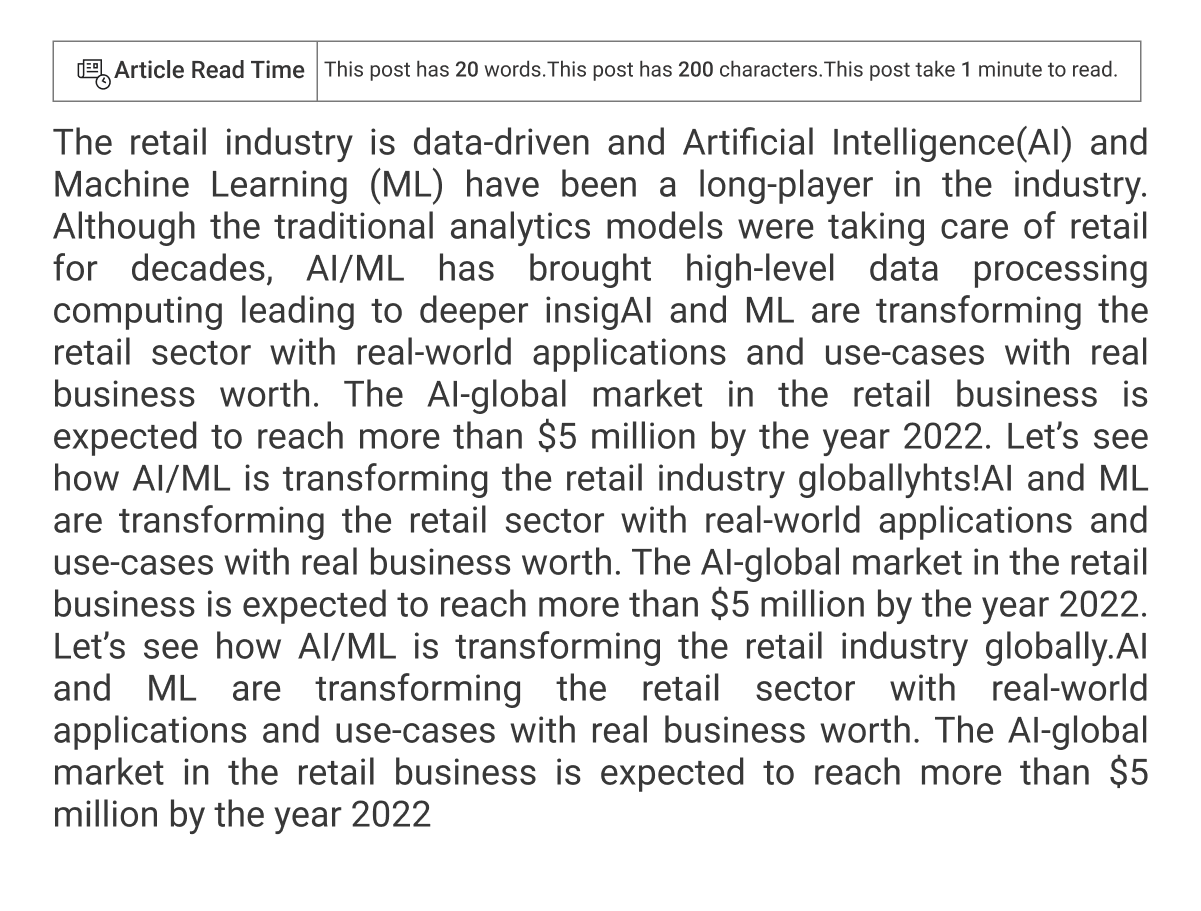 Article Read Time
This post has 20 words.This post has 200 characters.This post take 1 minute to read.
The retail industry is data-driven and Artificial Intelligence(AI) and
Machine Learning (ML) have been a long-player in the industry.
Although the traditional analytics models were taking care of retail
for decades, AI/ML has brought high-level data processing
computing leading to deeper insigAI and ML are transforming the
retail sector with real-world applications and use-cases with real
business worth. The AI-global market in the retail business is
expected to reach more than $5 million by the year 2022. Let’s see
how AI/ML is transforming the retail industry globallyhts!AI and ML
are transforming the retail sector with real-world applications and
use-cases with real business worth. The AI-global market in the retail
business is expected to reach more than $5 million by the year 2022.
Let’s see how AI/ML is transforming the retail industry globally.AI
and ML are transforming the retail sector with real-world
applications and use-cases with real business worth. The AI-global
market in the retail business is expected to reach more than $5
million by the year 2022